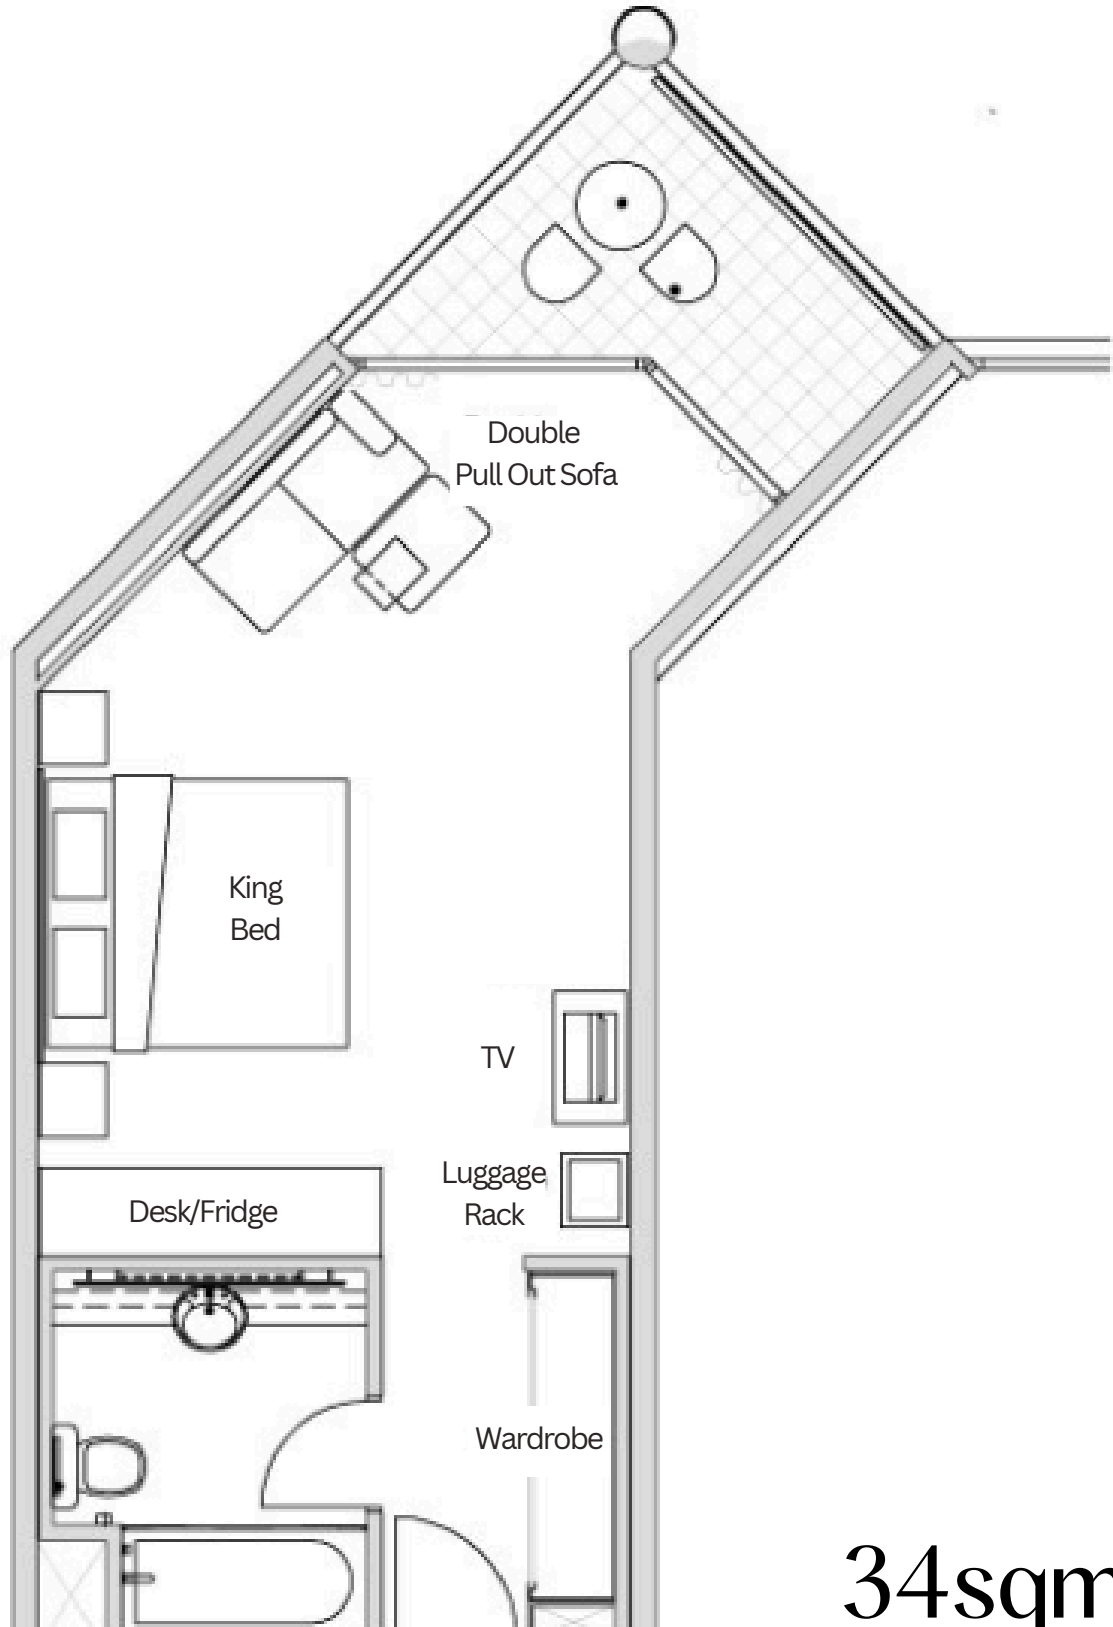 Double
Pull Out Sofa
King
Bed
TV
Luggage
Rack
Desk/Fridge
Wardrobe
34sqm